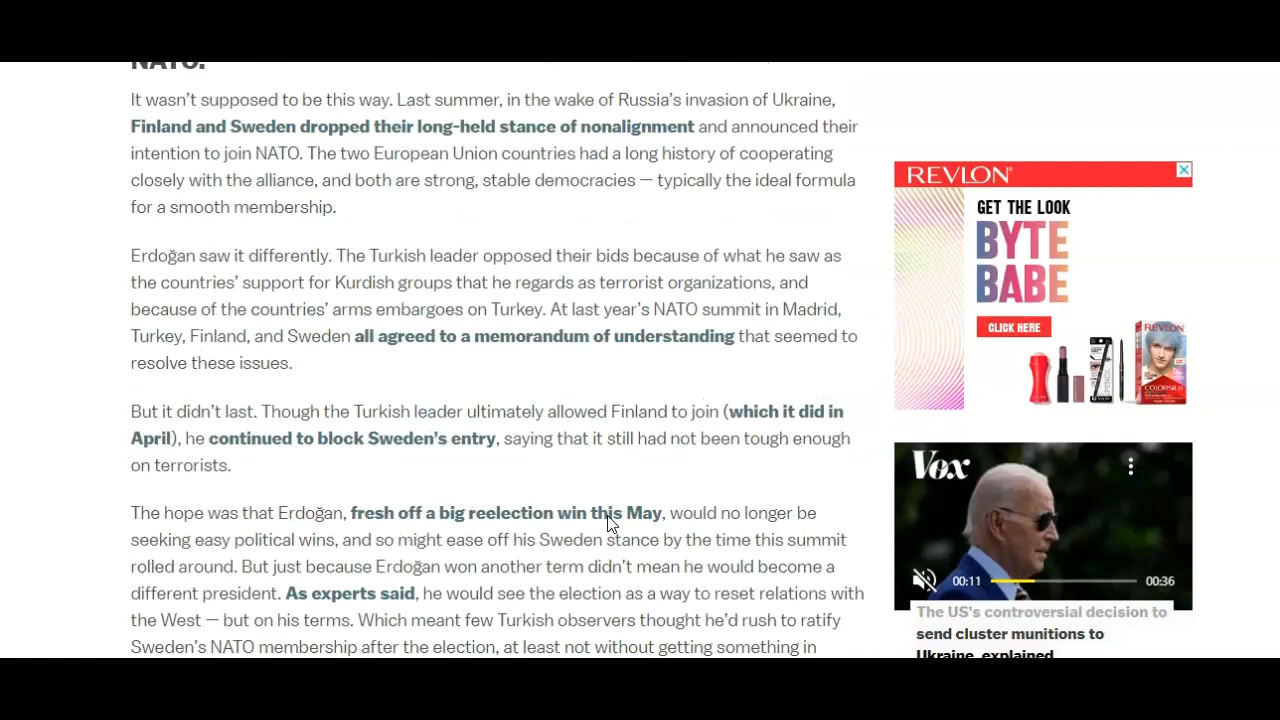 NATO.
It wasn’t supposed to be this way. Last summer, in the wake of Russia’s invasion of Ukraine,
Finland and Sweden dropped their long-held stance of nonalignment and announced their
intention to join NATO. The two European Union countries had a long history of cooperating
closely with the alliance, and both are strong, stable democracies — typically the ideal formula
for a smooth membership.
Erdoğan saw it differently. The Turkish leader opposed their bids because of what he saw as
the countries’ support for Kurdish groups that he regards as terrorist organizations, and
because of the countries’ arms embargoes on Turkey. At last year’s NATO summit in Madrid,
Turkey, Finland, and Sweden all agreed to a memorandum of understanding that seemed to
resolve these issues.
But it didn’t last. Though the Turkish leader ultimately allowed Finland to join (which it did in
April), he continued to block Sweden’s entry, saying that it still had not been tough enough
on terrorists.
The hope was that Erdoğan, fresh off a big reelection win this May, would no longer be
seeking easy political wins, and so might ease off his Sweden stance by the time this summit
rolled around. But just because Erdoğan won another term didn’t mean he would become a
different president. As experts said, he would see the election as a way to reset relations with
the West — but on his terms. Which meant few Turkish observers thought he’d rush to ratify
Sweden’s NATO membership after the election, at least not without getting something in
REVLON
GET THE LOOK
BYTE
BABE
CLICK HERE
REVLON
COLORSILK
PENCIL
Vox
00:11
00:36
The US's controversial decision to
send cluster munitions to
Ukraine, explained